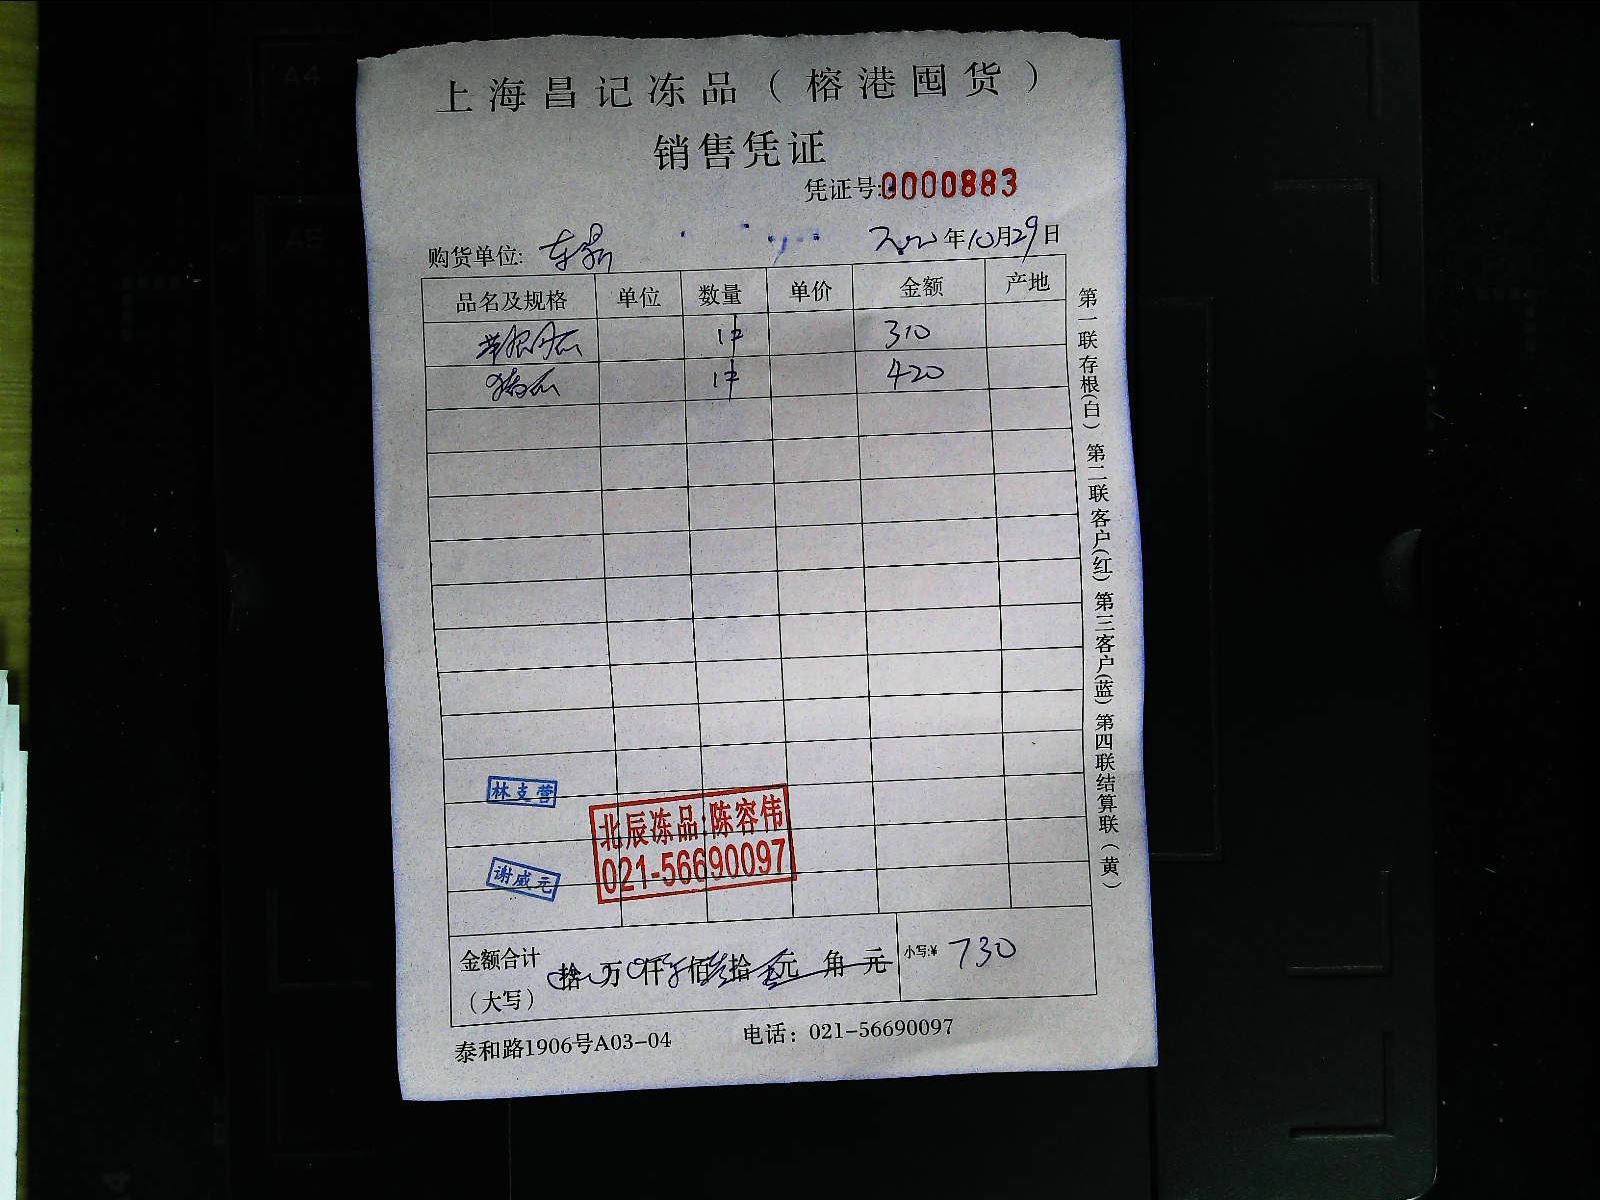 上海昌记冻品（榕港囤货）
销售凭证
凭证号:0000883
购货单位: 年10月29日
品名及规格 单位 数量 单价 金额 产地
1件 310
1件 420
林支营
谢威元
北辰冻品:陈容伟
021-56690097
金额合计（大写） 拾 万 仟 佰 拾 元 角 元 小写:¥ 730
泰和路1906号A03-04 电话：021-56690097
第一联存根(白) 第二联客户(红) 第三客户(蓝) 第四联结算联（黄）